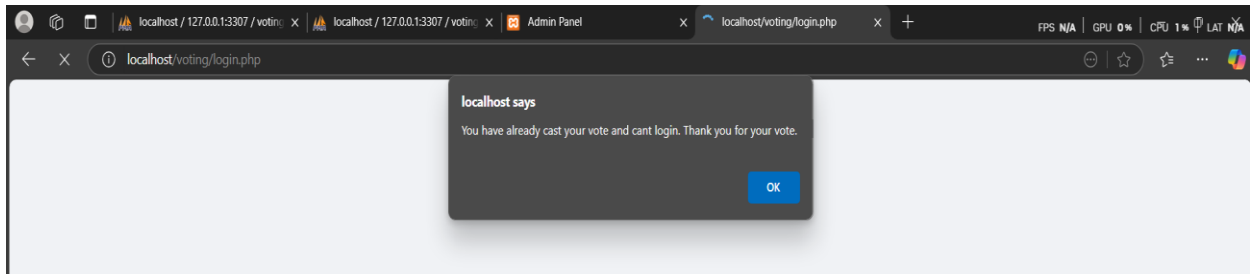 localhost / 127.0.0.1:3307 / voting
localhost / 127.0.0.1:3307 / voting
Admin Panel
localhost/voting/login.php
FPS N/A | GPU 0% | CPU 1% LAT N/A
localhost/voting/login.php
localhost says
You have already cast your vote and cant login. Thank you for your vote.
OK